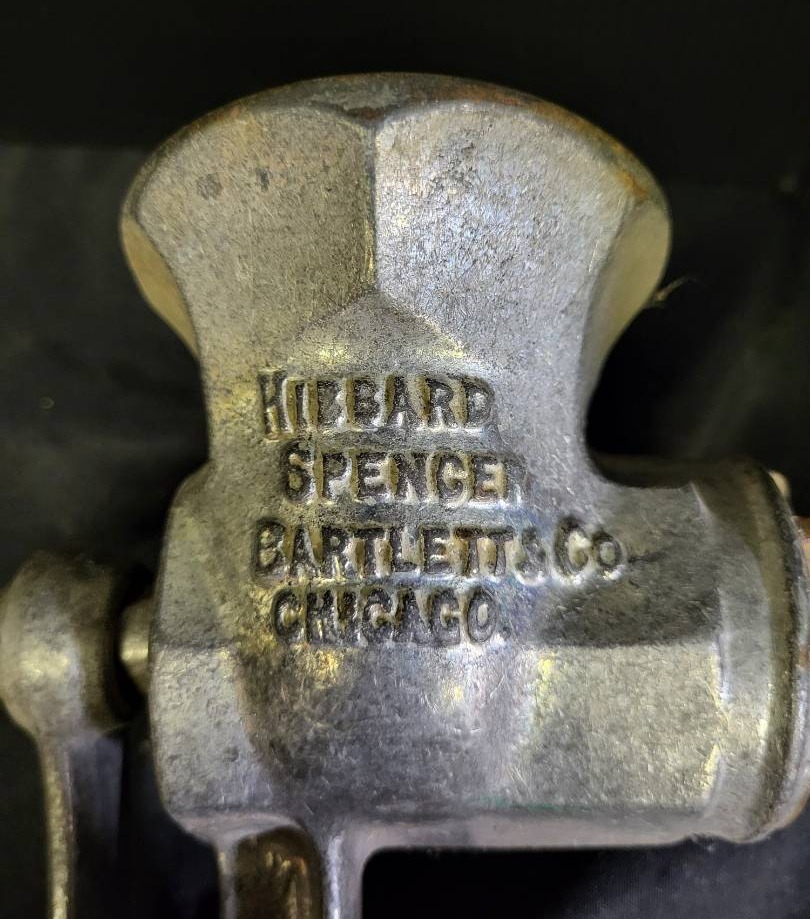 HIBBARD
SPENCER
BARTLETT & Co
CHICAGO.